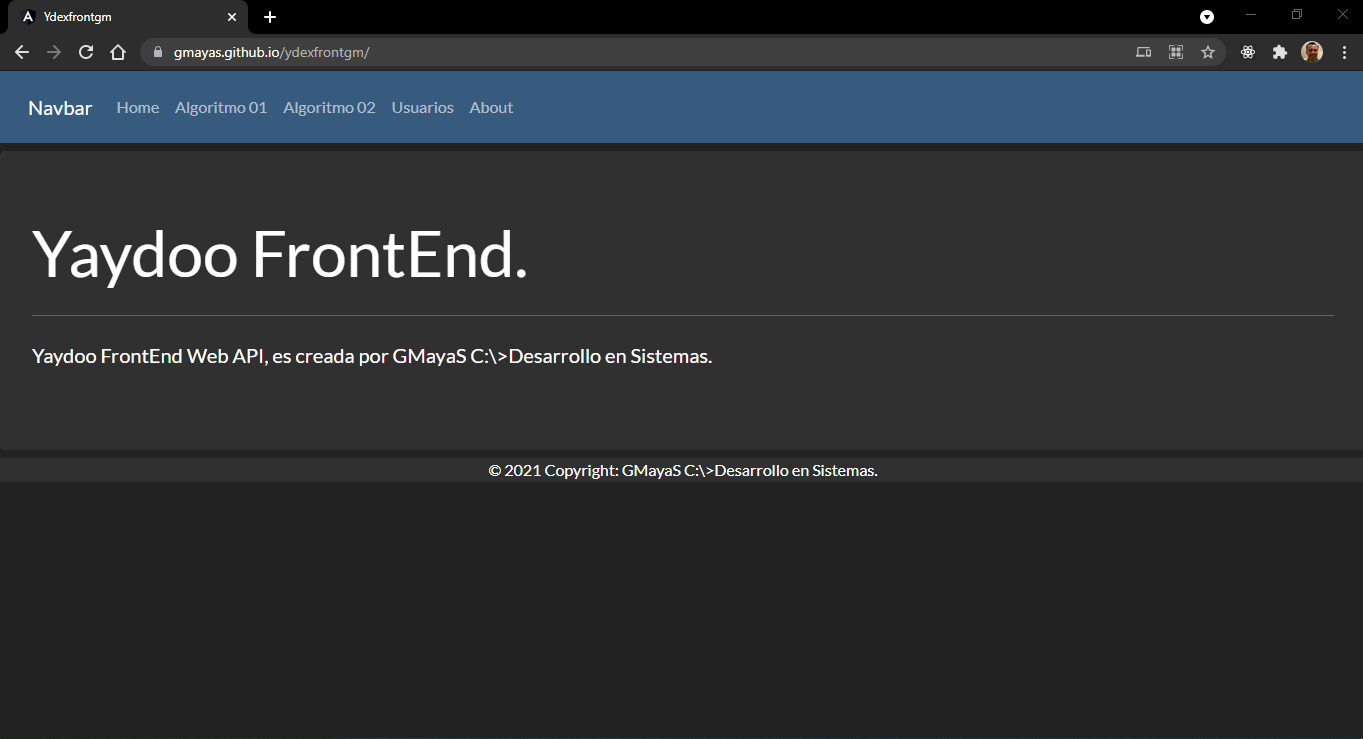 Ydexfrontgm
gmayas.github.io/ydexfrontgm/
Navbar Home Algoritmo 01 Algoritmo 02 Usuarios About
Yaydoo FrontEnd.
Yaydoo FrontEnd Web API, es creada por GMayaS C:\>Desarrollo en Sistemas.
© 2021 Copyright: GMayaS C:\>Desarrollo en Sistemas.